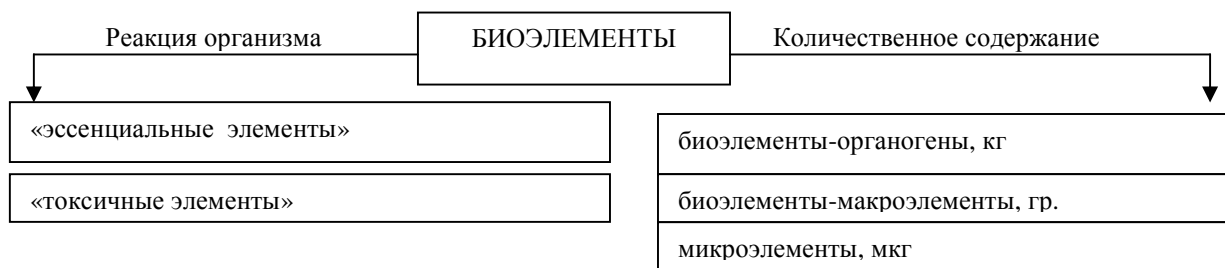 Реакция организма
БИОЭЛЕМЕНТЫ
Количественное содержание
«эссенциальные элементы»
«токсичные элементы»
биоэлементы-органогены, кг
биоэлементы-макроэлементы, гр.
микроэлементы, мкг